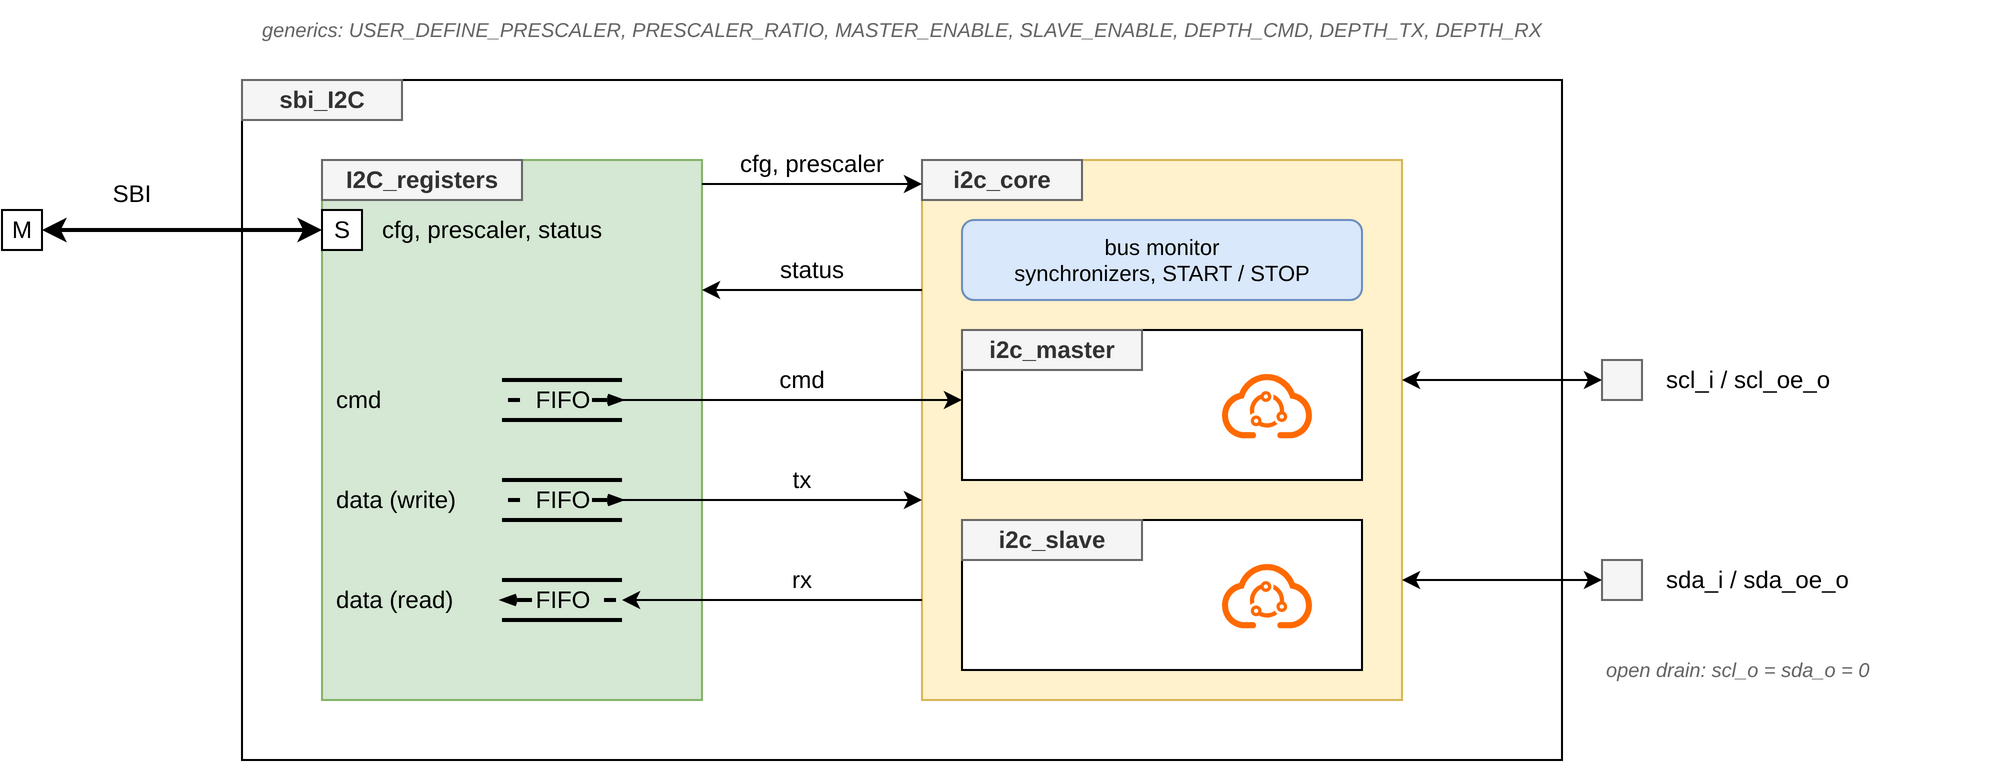 generics: USER_DEFINE_PRESCALER, PRESCALER_RATIO, MASTER_ENABLE, SLAVE_ENABLE, DEPTH_CMD, DEPTH_TX, DEPTH_RX
sbi_I2C
I2C_registers
cfg, prescaler
i2c_core
SBI
M
S
cfg, prescaler, status
bus monitor
synchronizers, START / STOP
status
i2c_master
cmd
FIFO
cmd
scl_i / scl_oe_o
data (write)
FIFO
tx
i2c_slave
data (read)
FIFO
rx
sda_i / sda_oe_o
open drain: scl_o = sda_o = 0